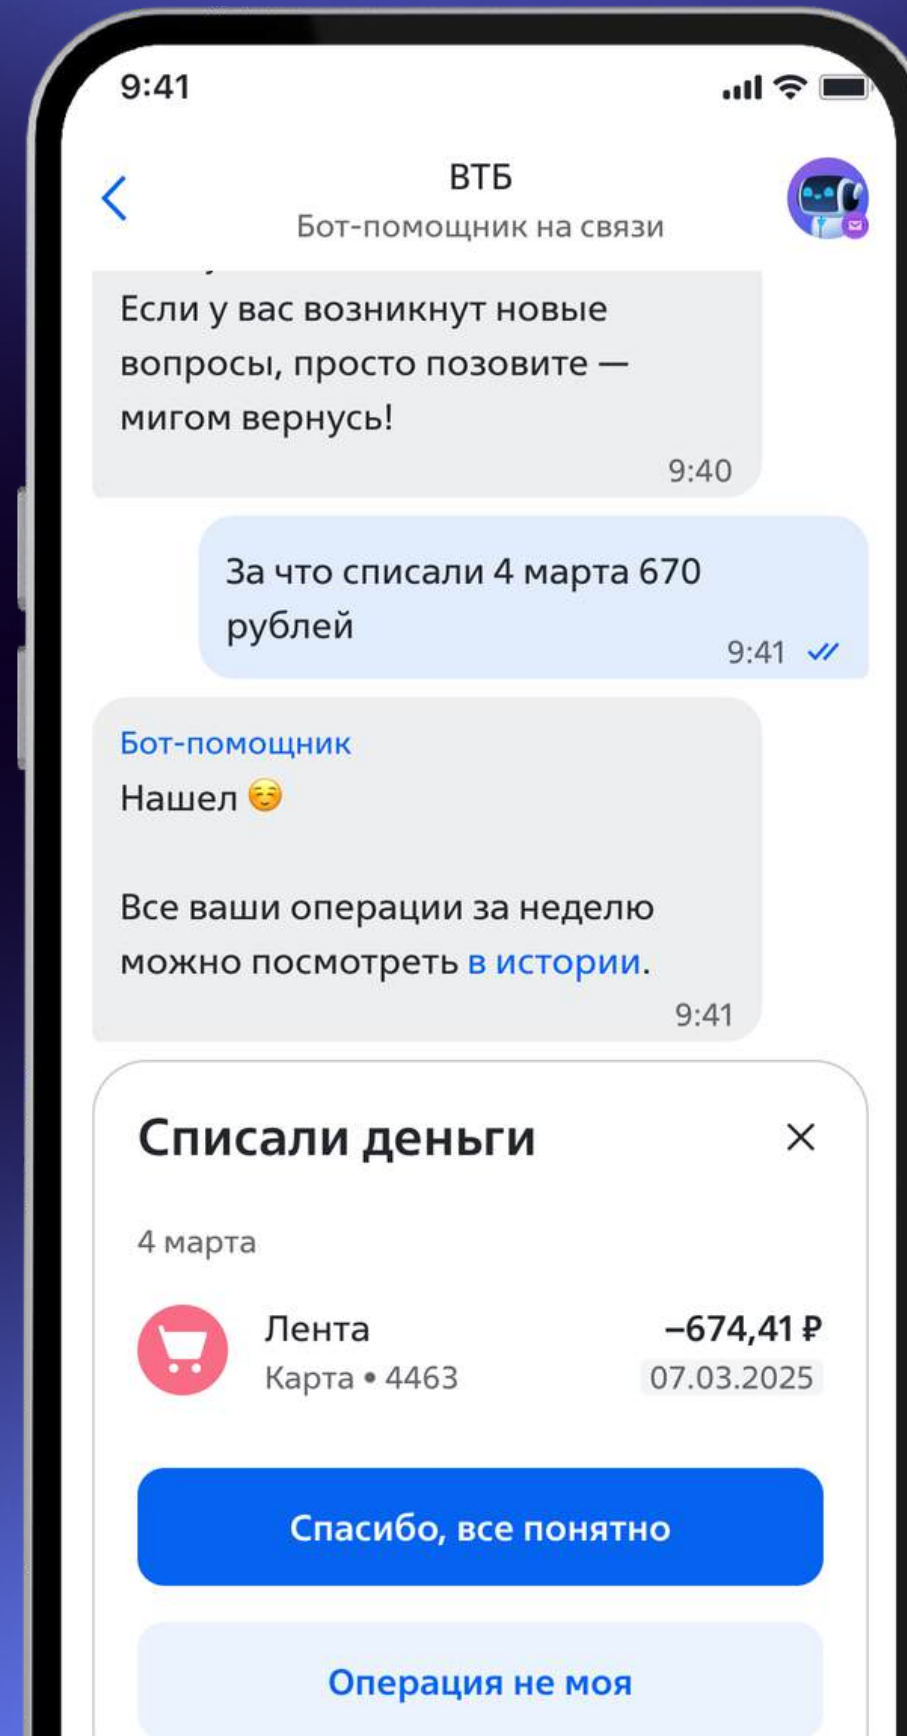 9:41
ВТБ
Бот-помощник на связи
Если у вас возникнут новые
вопросы, просто позовите —
мигом вернусь!
9:40
За что списали 4 марта 670
рублей
9:41
Бот-помощник
Нашел ☺️
Все ваши операции за неделю
можно посмотреть в истории.
9:41
Списали деньги
4 марта
Лента
–674,41 ₽
Карта • 4463
07.03.2025
Спасибо, все понятно
Операция не моя